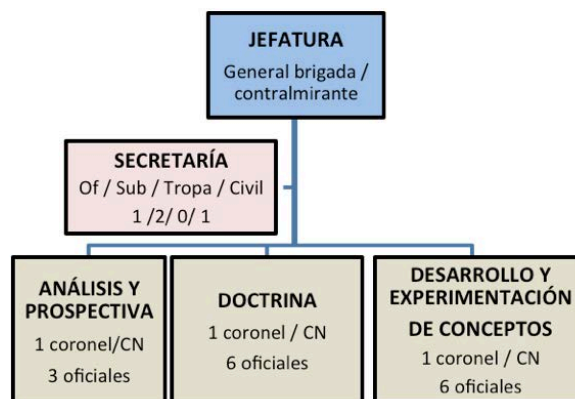 JEFATURA
General brigada /
contralmirante
SECRETARÍA
Of / Sub / Tropa / Civil
1 /2/ 0/ 1
ANÁLISIS Y
PROSPECTIVA
1 coronel/CN
3 oficiales
DOCTRINA
1 coronel / CN
6 oficiales
DESARROLLO Y
EXPERIMENTACIÓN
DE CONCEPTOS
1 coronel / CN
6 oficiales